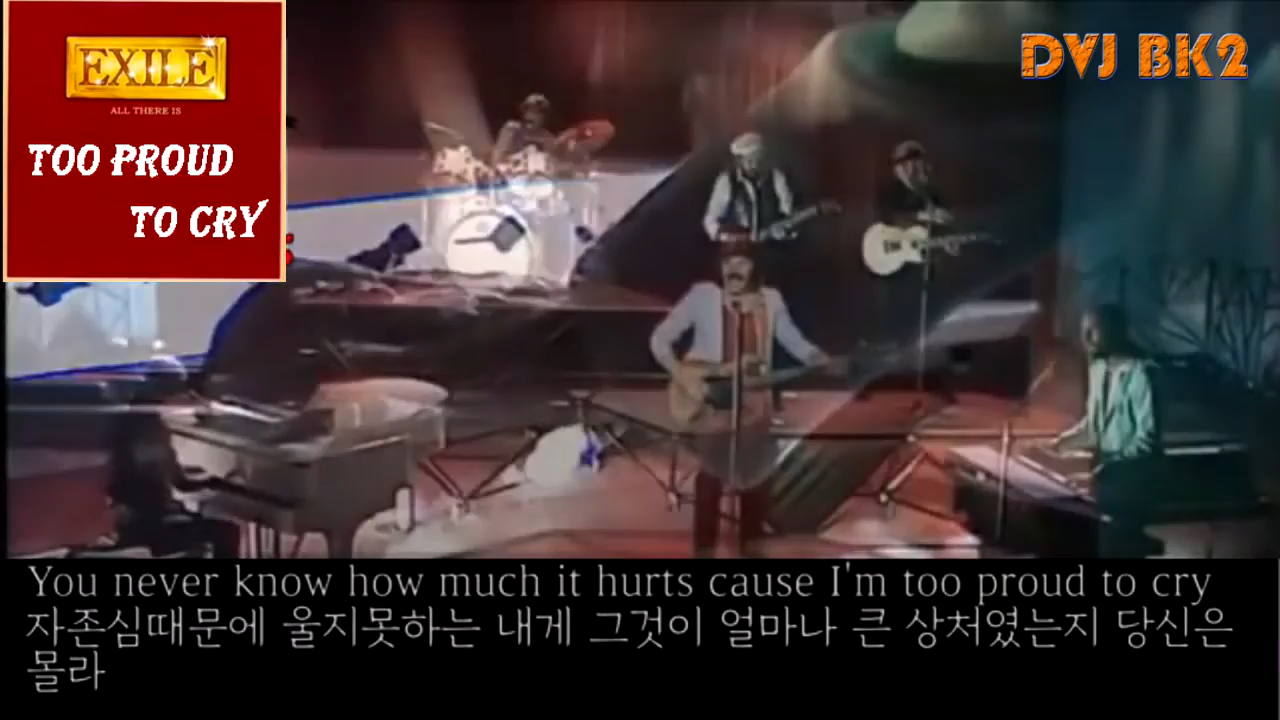 EXILE
ALL THERE IS
TOO PROUD
TO CRY
DVJ BK2
You never know how much it hurts cause I'm too proud to cry
자존심때문에 울지못하는 내게 그것이 얼마나 큰 상처였는지 당신은
몰라